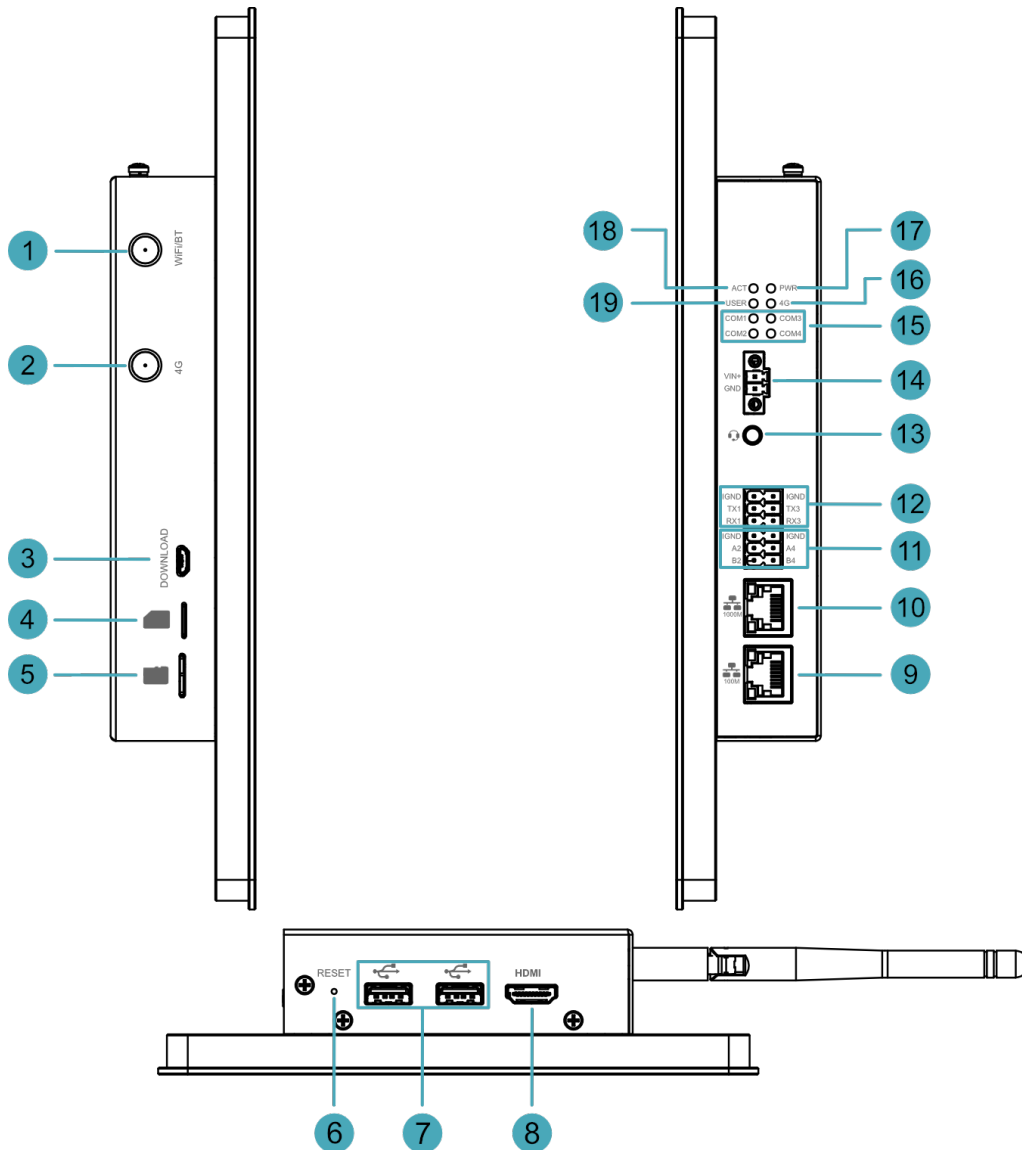 1
WiFi/BT
2
4G
3
DOWNLOAD
4
5
18
17
ACT
PWR
16
19
USER
4G
COM1
COM3
15
COM2
COM4
VIN+
14
GND
13
IGND
IGND
12
TX1
TX3
RX1
RX3
IGND
IGND
11
A2
A4
B2
B4
10
1000M
9
100M
RESET
HDMI
6
7
8